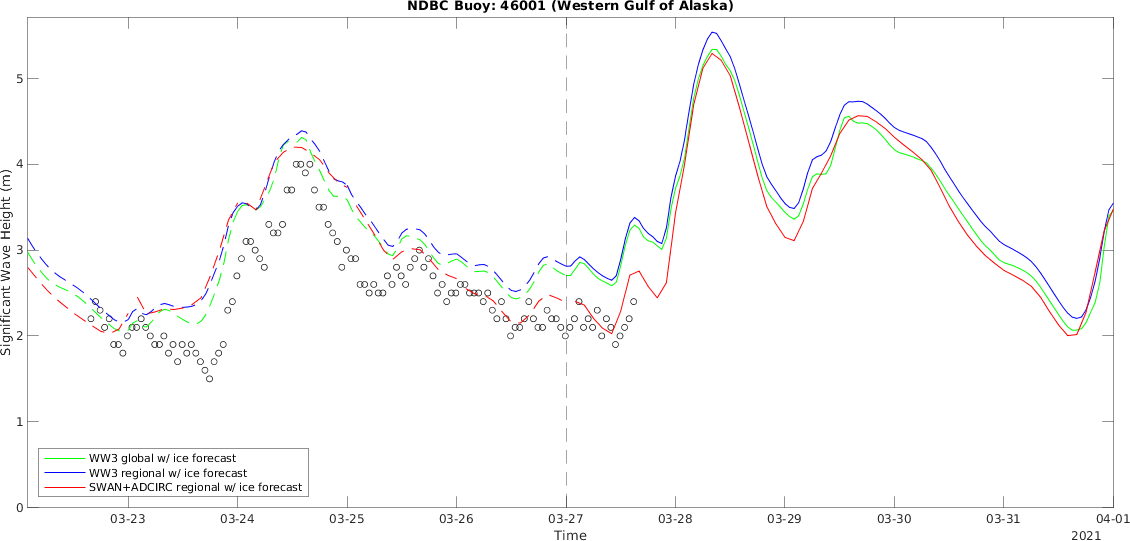 NDBC Buoy: 46001 (Western Gulf of Alaska)
Significant Wave Height (m)
5
4
3
2
1
0
WW3 global w/ ice forecast
WW3 regional w/ ice forecast
SWAN+ADCIRC regional w/ ice forecast
03-23 03-24 03-25 03-26 03-27 03-28 03-29 03-30 03-31 04-01
Time
2021